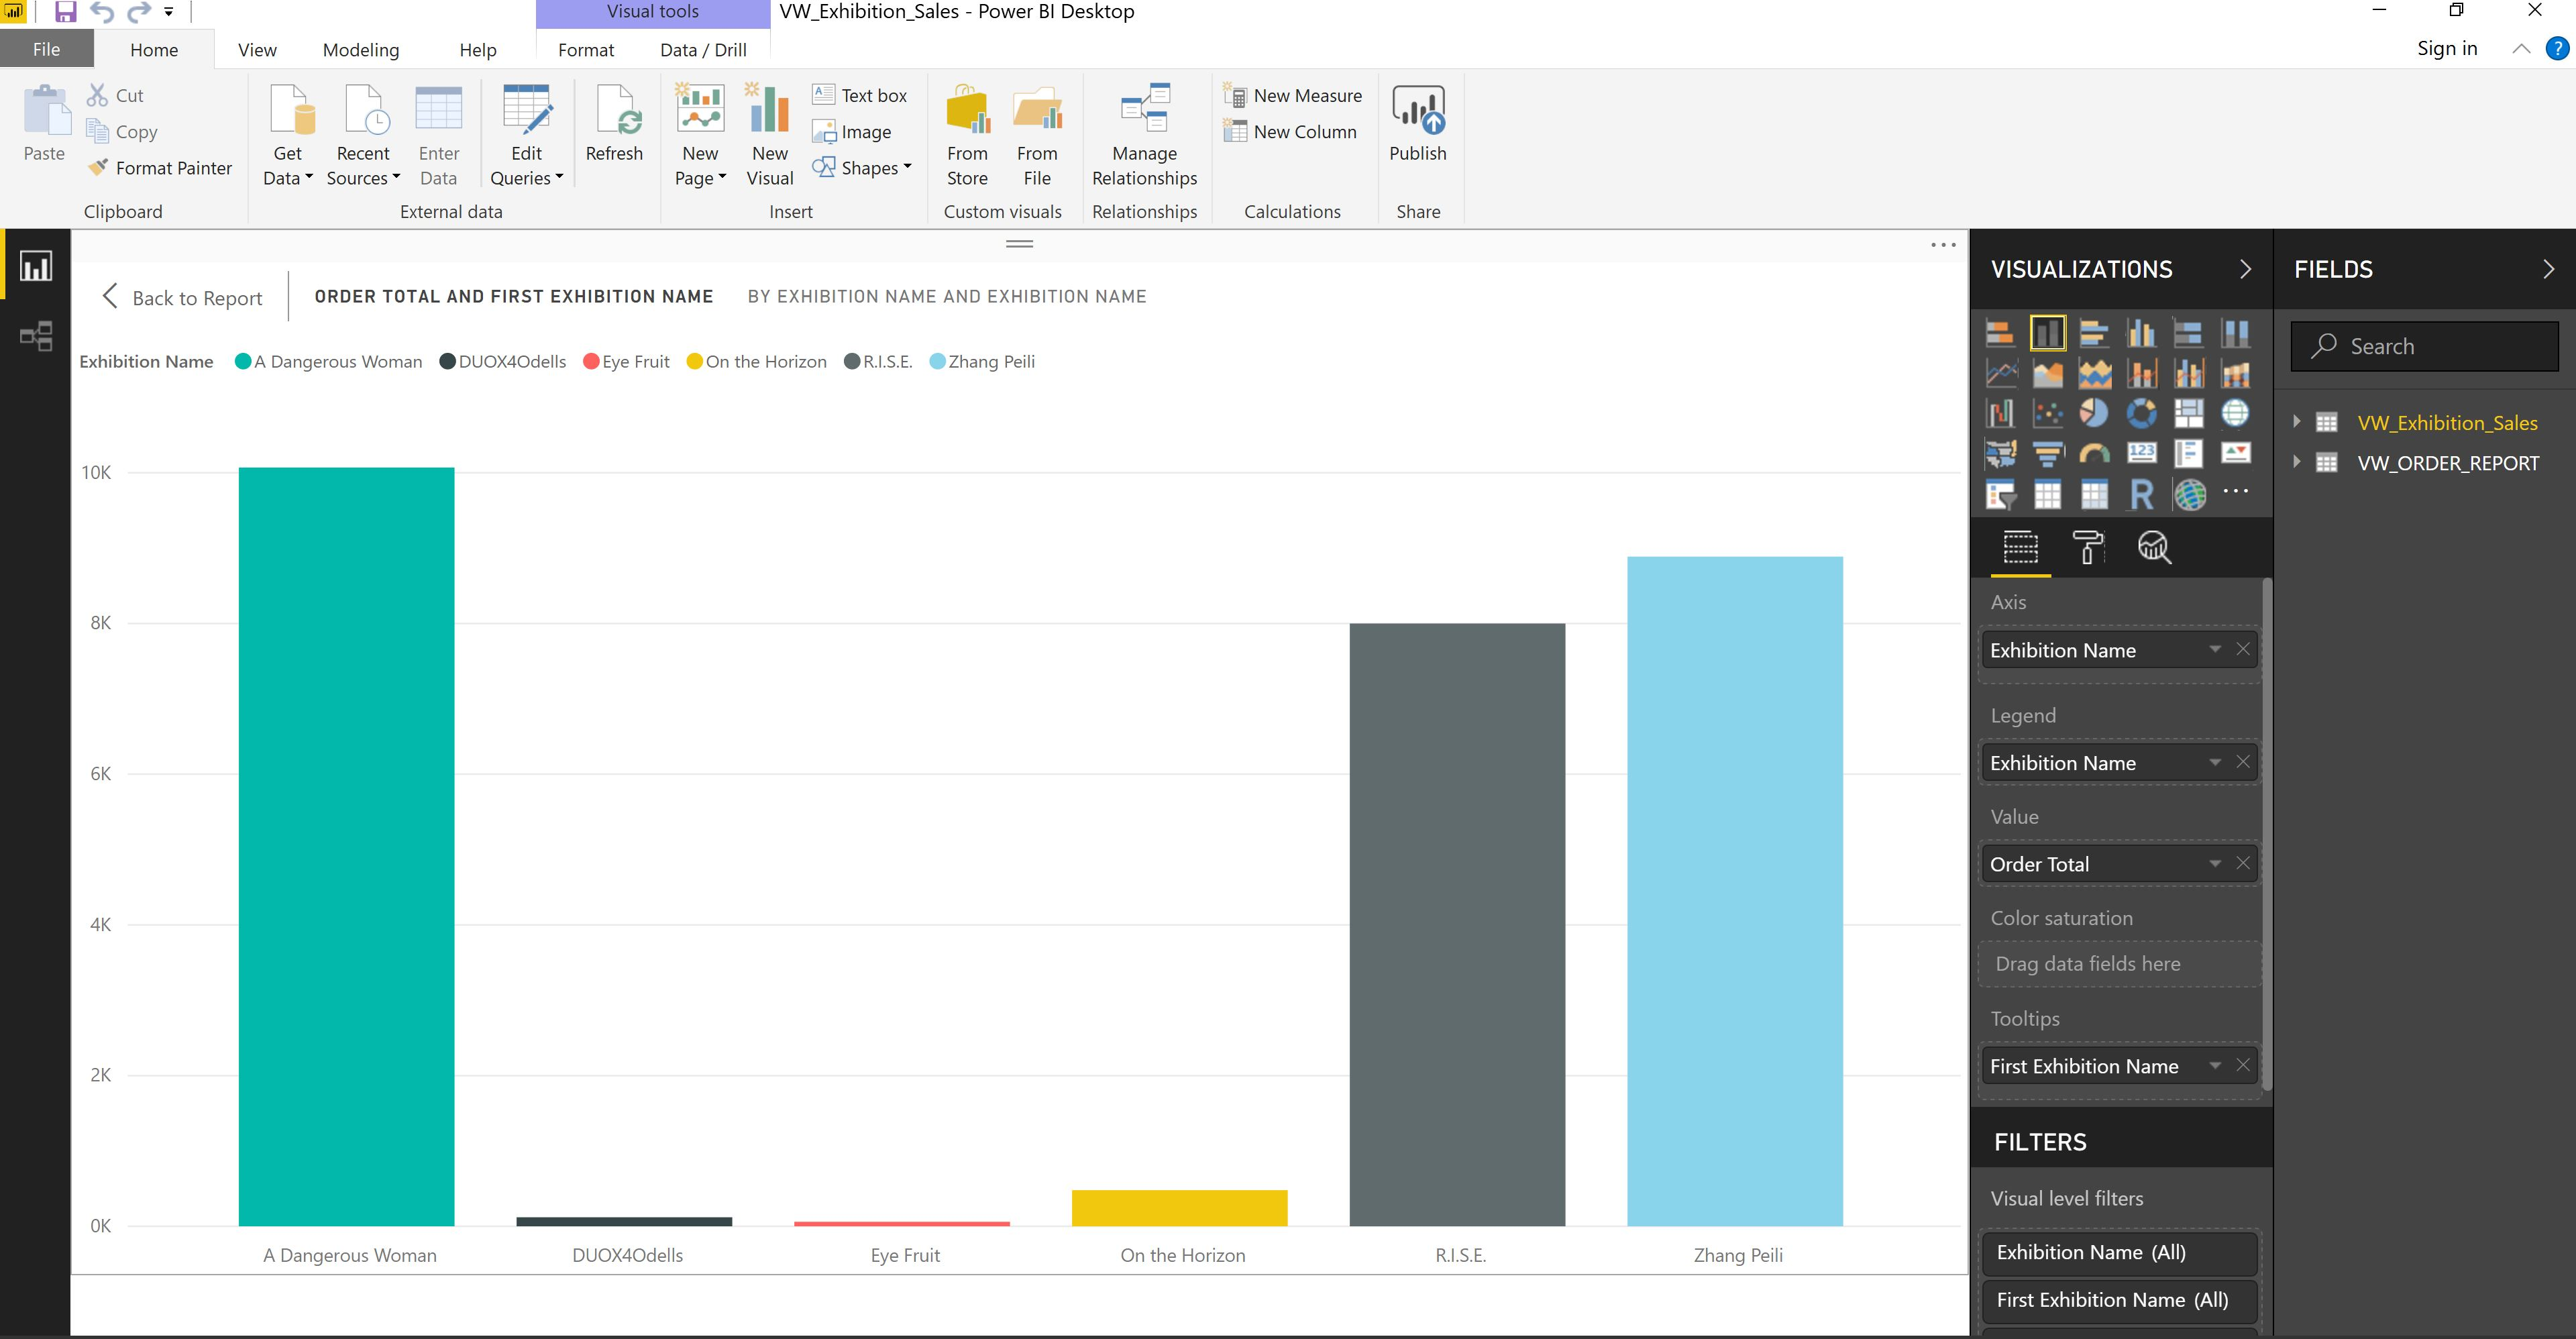 Visual tools
VW_Exhibition_Sales - Power BI Desktop
File Home View Modeling Help Format Data / Drill
Sign in
?
Paste
Cut
Copy
Format Painter
Clipboard
Get Data
Recent Sources
Enter Data
Edit Queries
Refresh
External data
New Page
New Visual
Text box
Image
Shapes
Insert
From Store
From File
Custom visuals
Manage Relationships
Relationships
New Measure
New Column
Calculations
Publish
Share
Back to Report
ORDER TOTAL AND FIRST EXHIBITION NAME BY EXHIBITION NAME AND EXHIBITION NAME
Exhibition Name A Dangerous Woman DUOX4Odells Eye Fruit On the Horizon R.I.S.E. Zhang Peili
10K
8K
6K
4K
2K
0K
A Dangerous Woman DUOX4Odells Eye Fruit On the Horizon R.I.S.E. Zhang Peili
VISUALIZATIONS
123
R
Axis
Exhibition Name
Legend
Exhibition Name
Value
Order Total
Color saturation
Drag data fields here
Tooltips
First Exhibition Name
FILTERS
Visual level filters
Exhibition Name (All)
First Exhibition Name (All)
FIELDS
Search
VW_Exhibition_Sales
VW_ORDER_REPORT